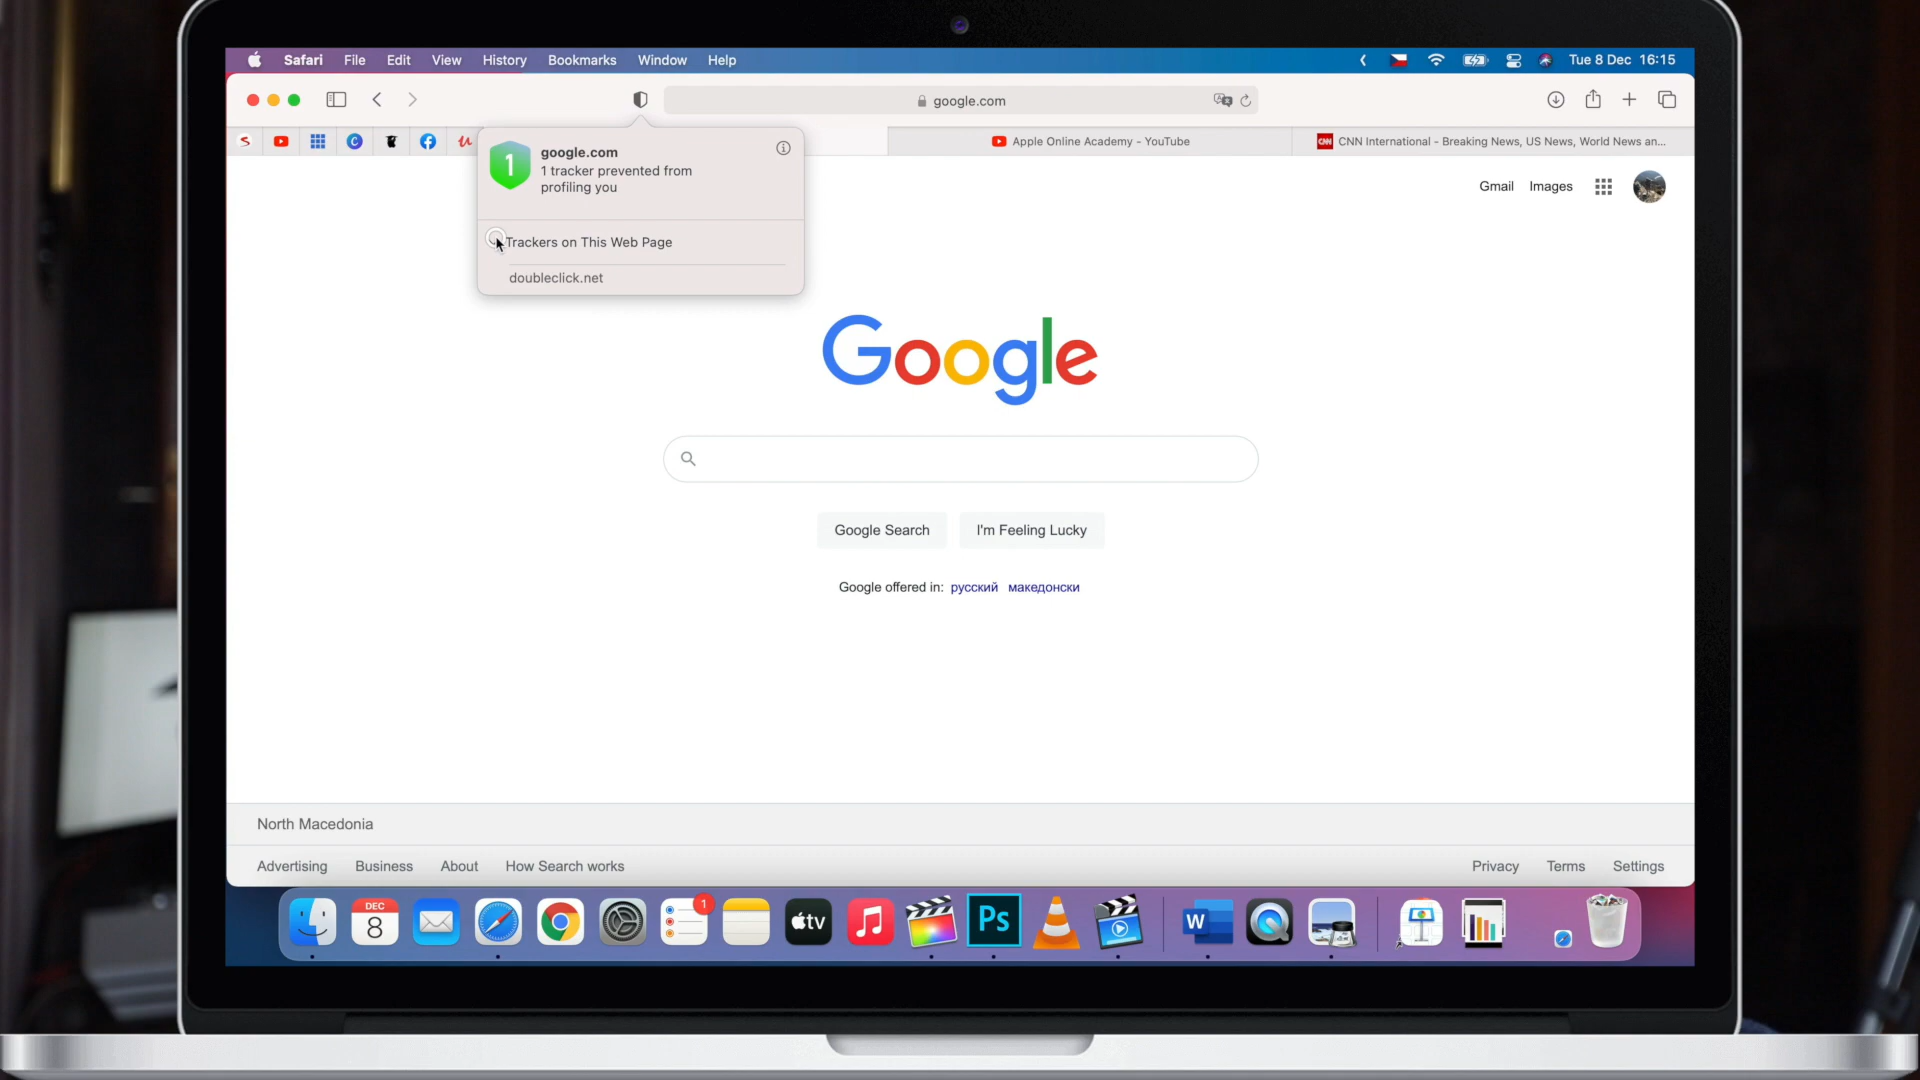 Safari File Edit View History Bookmarks Window Help Tue 8 Dec 16:15
google.com
Apple Online Academy - YouTube
CNN International - Breaking News, US News, World News an...
1
google.com
1 tracker prevented from
profiling you
Trackers on This Web Page
doubleclick.net
Gmail Images
Google
Google Search I'm Feeling Lucky
Google offered in: русский македонски
North Macedonia
Advertising Business About How Search works Privacy Terms Settings
DEC
8
1
tv
Ps
W